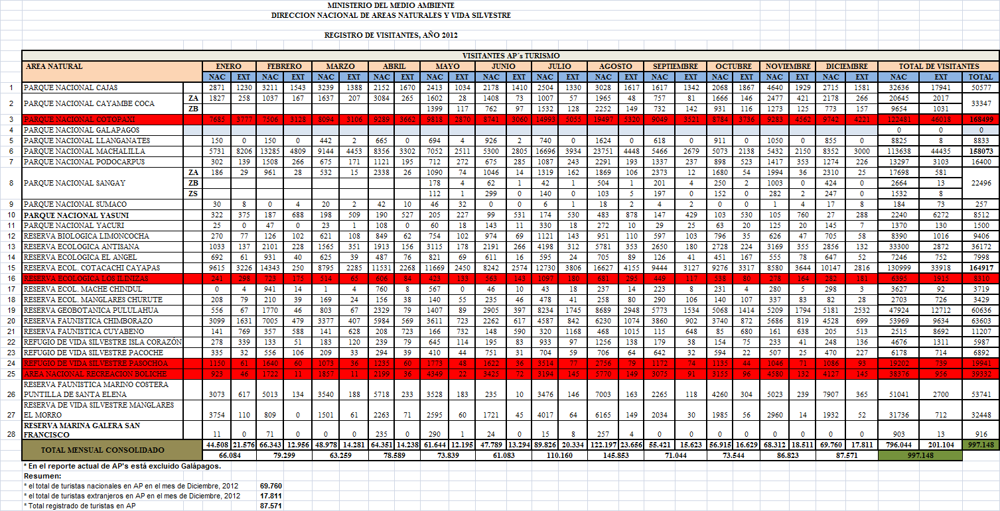 MINISTERIO DEL MEDIO AMBIENTE
DIRECCION NACIONAL DE AREAS NATURALES Y VIDA SILVESTRE
REGISTRO DE VISITANTES, AÑO 2012
VISITANTES AP´s TURISMO
AREA NATURAL ENERO FEBRERO MARZO ABRIL MAYO JUNIO JULIO AGOSTO SEPTIEMBRE OCTUBRE NOVIEMBRE DICIEMBRE TOTAL DE VISITANTES
NAC EXT NAC EXT NAC EXT NAC EXT NAC EXT NAC EXT NAC EXT NAC EXT NAC EXT NAC EXT NAC EXT NAC EXT NAC EXT TOTAL
1 PARQUE NACIONAL CAJAS 2871 1230 3211 1543 3239 1388 2152 1670 2413 1034 2178 1410 2504 1330 3028 1617 1617 1342 2068 1867 4640 1929 2715 1581 32636 17941 50577
2 PARQUE NACIONAL CAYAMBE COCA ZA 1827 258 1037 167 1637 207 3084 265 1602 28 1408 73 1007 57 1965 48 757 81 1666 146 2477 421 2178 266 20645 2017 33347
ZB 1399 117 762 97 1532 128 2252 149 732 142 931 116 1273 125 773 157 9654 1031
3 PARQUE NACIONAL COTOPAXI 7685 3777 7506 3128 8094 3106 9289 3662 9818 2870 8741 3060 14993 5055 19497 5320 9049 3521 8784 3736 9283 4562 9742 4221 122481 46018 168499
4 PARQUE NACIONAL GALAPAGOS 0 0 0
5 PARQUE NACIONAL LLANGANATES 150 0 150 0 442 2 665 0 694 4 926 2 740 0 1624 0 618 0 911 0 1050 0 855 0 8825 8 8833
6 PARQUE NACIONAL MACHALILLA 5731 8206 13285 4809 9144 4453 8356 3302 7052 2511 5300 2805 16696 3934 23751 4448 5466 2679 5073 2138 5432 2150 8352 3000 113638 44435 158073
7 PARQUE NACIONAL PODOCARPUS 302 139 1508 266 675 171 1121 195 712 272 675 285 1087 243 2291 193 1337 237 898 523 1417 353 1274 226 13297 3103 16400
8 PARQUE NACIONAL SANGAY ZA 186 29 961 28 532 15 2338 26 1090 74 1046 14 1319 162 1869 106 2373 12 1680 54 1994 36 2310 25 17698 581 22496
ZB 178 4 62 1 42 1 504 1 201 4 250 2 1003 0 424 0 2664 13
ZS 112 1 299 0 140 0 103 5 197 0 152 0 282 2 247 0 1532 8
9 PARQUE NACIONAL SUMACO 30 8 0 4 20 2 42 10 46 32 0 0 6 1 18 2 4 2 0 0 1 4 17 8 184 73 257
10 PARQUE NACIONAL YASUNI 322 375 187 688 198 509 190 527 205 227 99 531 174 530 483 878 147 429 103 530 105 760 27 288 2240 6272 8512
11 PARQUE NACIONAL YACURI 25 0 47 0 23 1 108 0 60 18 143 11 330 18 272 10 29 25 63 20 125 20 145 7 1370 130 1500
12 RESERVA BIOLOGICA LIMONCOCHA 270 77 126 102 621 108 849 62 754 102 974 69 1121 143 951 110 597 103 796 35 626 47 705 58 8390 1016 9406
13 RESERVA ECOLOGICA ANTISANA 1033 137 2101 228 1565 351 1913 156 3115 178 2191 266 4198 312 5781 353 2650 180 2728 224 3169 355 2856 132 33300 2872 36172
14 RESERVA ECOLOGICA EL ANGEL 692 61 931 40 625 39 487 76 821 69 611 16 595 24 705 89 126 41 451 167 555 78 647 52 7246 752 7998
15 RESERVA ECOL. COTACACHI CAYAPAS 9615 3226 14343 250 8795 2285 11531 2268 11669 2450 8242 2574 12730 3806 16627 4155 9444 3127 9276 3317 8580 3644 10147 2816 130999 33918 164917
16 RESERVA ECOLOGICA LOS ILINIZAS 241 298 723 175 514 65 606 84 423 133 563 143 1097 180 681 295 449 117 538 80 278 164 282 181 6395 1915 8310
17 RESERVA ECOL. MACHE CHINDUL 0 4 941 14 1 4 760 8 567 0 46 10 43 18 237 14 223 8 231 4 280 5 298 3 3627 92 3719
18 RESERVA ECOL. MANGLARES CHURUTE 208 79 210 39 169 24 156 38 140 55 235 46 478 41 258 80 290 106 140 107 337 83 82 28 2703 726 3429
19 RESERVA GEOBOTANICA PULULAHUA 556 67 1770 46 803 67 2329 79 1407 89 2905 397 8234 1745 8689 2948 5773 1534 5068 1414 5209 1794 5181 2532 47924 12712 60636
20 RESERVA FAUNISTICA CHIMBORAZO 3099 1631 7005 479 3377 407 5984 569 3611 723 2262 617 4587 842 6230 1074 3860 902 3740 872 5686 819 4528 699 53969 9634 63603
21 RESERVA FAUNISTICA CUYABENO 141 769 357 588 141 628 208 723 166 732 148 590 320 1168 468 1015 115 648 85 680 161 638 205 513 2515 8692 11207
22 REFUGIO DE VIDA SILVESTRE ISLA CORAZÓN 278 339 133 51 183 120 239 79 645 114 195 83 933 97 1256 138 179 38 154 75 233 41 248 136 4676 1311 5987
23 REFUGIO DE VIDA SILVESTRE PACOCHE 335 32 556 106 209 33 294 39 410 44 751 31 704 59 706 64 642 32 594 22 507 25 470 227 6178 714 6892
24 REFUGIO DE VIDA SILVESTRE PASOCHOA 1150 61 1640 60 1073 36 1235 60 1773 48 1622 36 3514 77 2756 79 1172 74 1135 44 1046 71 1086 93 19202 739 19941
25 AREA NACIONAL RECREACION BOLICHE 923 46 1722 11 1857 11 2199 36 4349 22 3425 72 3194 145 5770 149 3075 91 3155 96 4580 132 4127 145 38376 956 39332
RESERVA FAUNISTICA MARINO COSTERA
26 PUNTILLA DE SANTA ELENA 3073 617 5013 134 3540 188 5718 233 3528 183 235 10 3476 146 7003 163 2265 118 4260 304 5023 239 7907 365 51041 2700 53741
RESERVA DE VIDA SILVESTRE MANGLARES
27 EL MORRO 3754 110 809 0 1501 61 2263 71 2595 60 1721 45 4017 64 6165 149 2034 30 1985 56 2960 14 1932 52 31736 712 32448
RESERVA MARINA GALERA SAN
28 FRANCISCO 11 0 71 0 0 0 235 0 290 1 24 0 15 8 257 4 0 0 0 0 0 0 0 0 903 13 916
TOTAL MENSUAL CONSOLIDADO 44.508 21.576 66.343 12.956 48.978 14.281 64.351 14.238 61.644 12.195 47.789 13.294 89.826 20.334 122.197 23.656 55.421 15.623 56.915 16.629 68.312 18.511 69.760 17.811 796.044 201.104 997.148
66.084 79.299 63.259 78.589 73.839 61.083 110.160 145.853 71.044 73.544 86.823 87.571 997.148
* En el reporte actual de AP's está excluido Galápagos.
Resumen:
* el total de turistas nacionales en AP en el mes de Diciembre, 2012 69.760
* el total de turistas extranjeros en AP en el mes de Diciembre, 2012 17.811
* Total registrado de turistas en AP 87.571